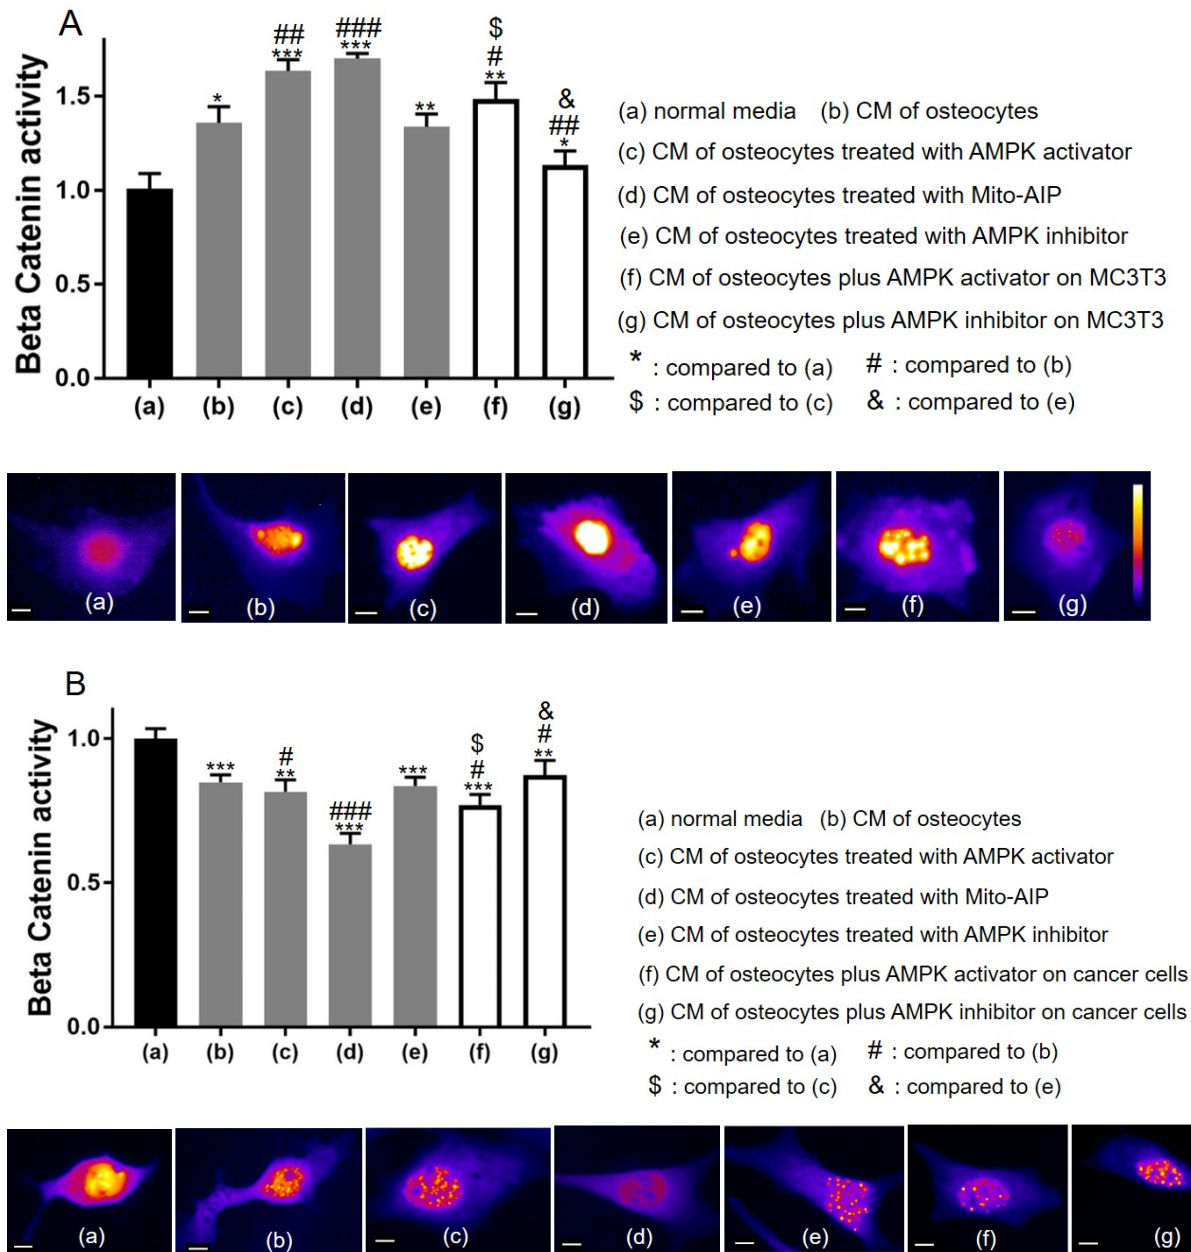 A
Beta Catenin activity
1.5
1.0
0.5
0.0
*
##
***
###
***
**
$
#
**
&
##
*
(a) (b) (c) (d) (e) (f) (g)
(a) normal media (b) CM of osteocytes
(c) CM of osteocytes treated with AMPK activator
(d) CM of osteocytes treated with Mito-AIP
(e) CM of osteocytes treated with AMPK inhibitor
(f) CM of osteocytes plus AMPK activator on MC3T3
(g) CM of osteocytes plus AMPK inhibitor on MC3T3
* : compared to (a) # : compared to (b)
$ : compared to (c) & : compared to (e)
(a) (b) (c) (d) (e) (f) (g)
B
Beta Catenin activity
1.0
0.5
0.0
***
#
**
###
***
***
$
#
***
&
#
**
(a) (b) (c) (d) (e) (f) (g)
(a) normal media (b) CM of osteocytes
(c) CM of osteocytes treated with AMPK activator
(d) CM of osteocytes treated with Mito-AIP
(e) CM of osteocytes treated with AMPK inhibitor
(f) CM of osteocytes plus AMPK activator on cancer cells
(g) CM of osteocytes plus AMPK inhibitor on cancer cells
* : compared to (a) # : compared to (b)
$ : compared to (c) & : compared to (e)
(a) (b) (c) (d) (e) (f) (g)